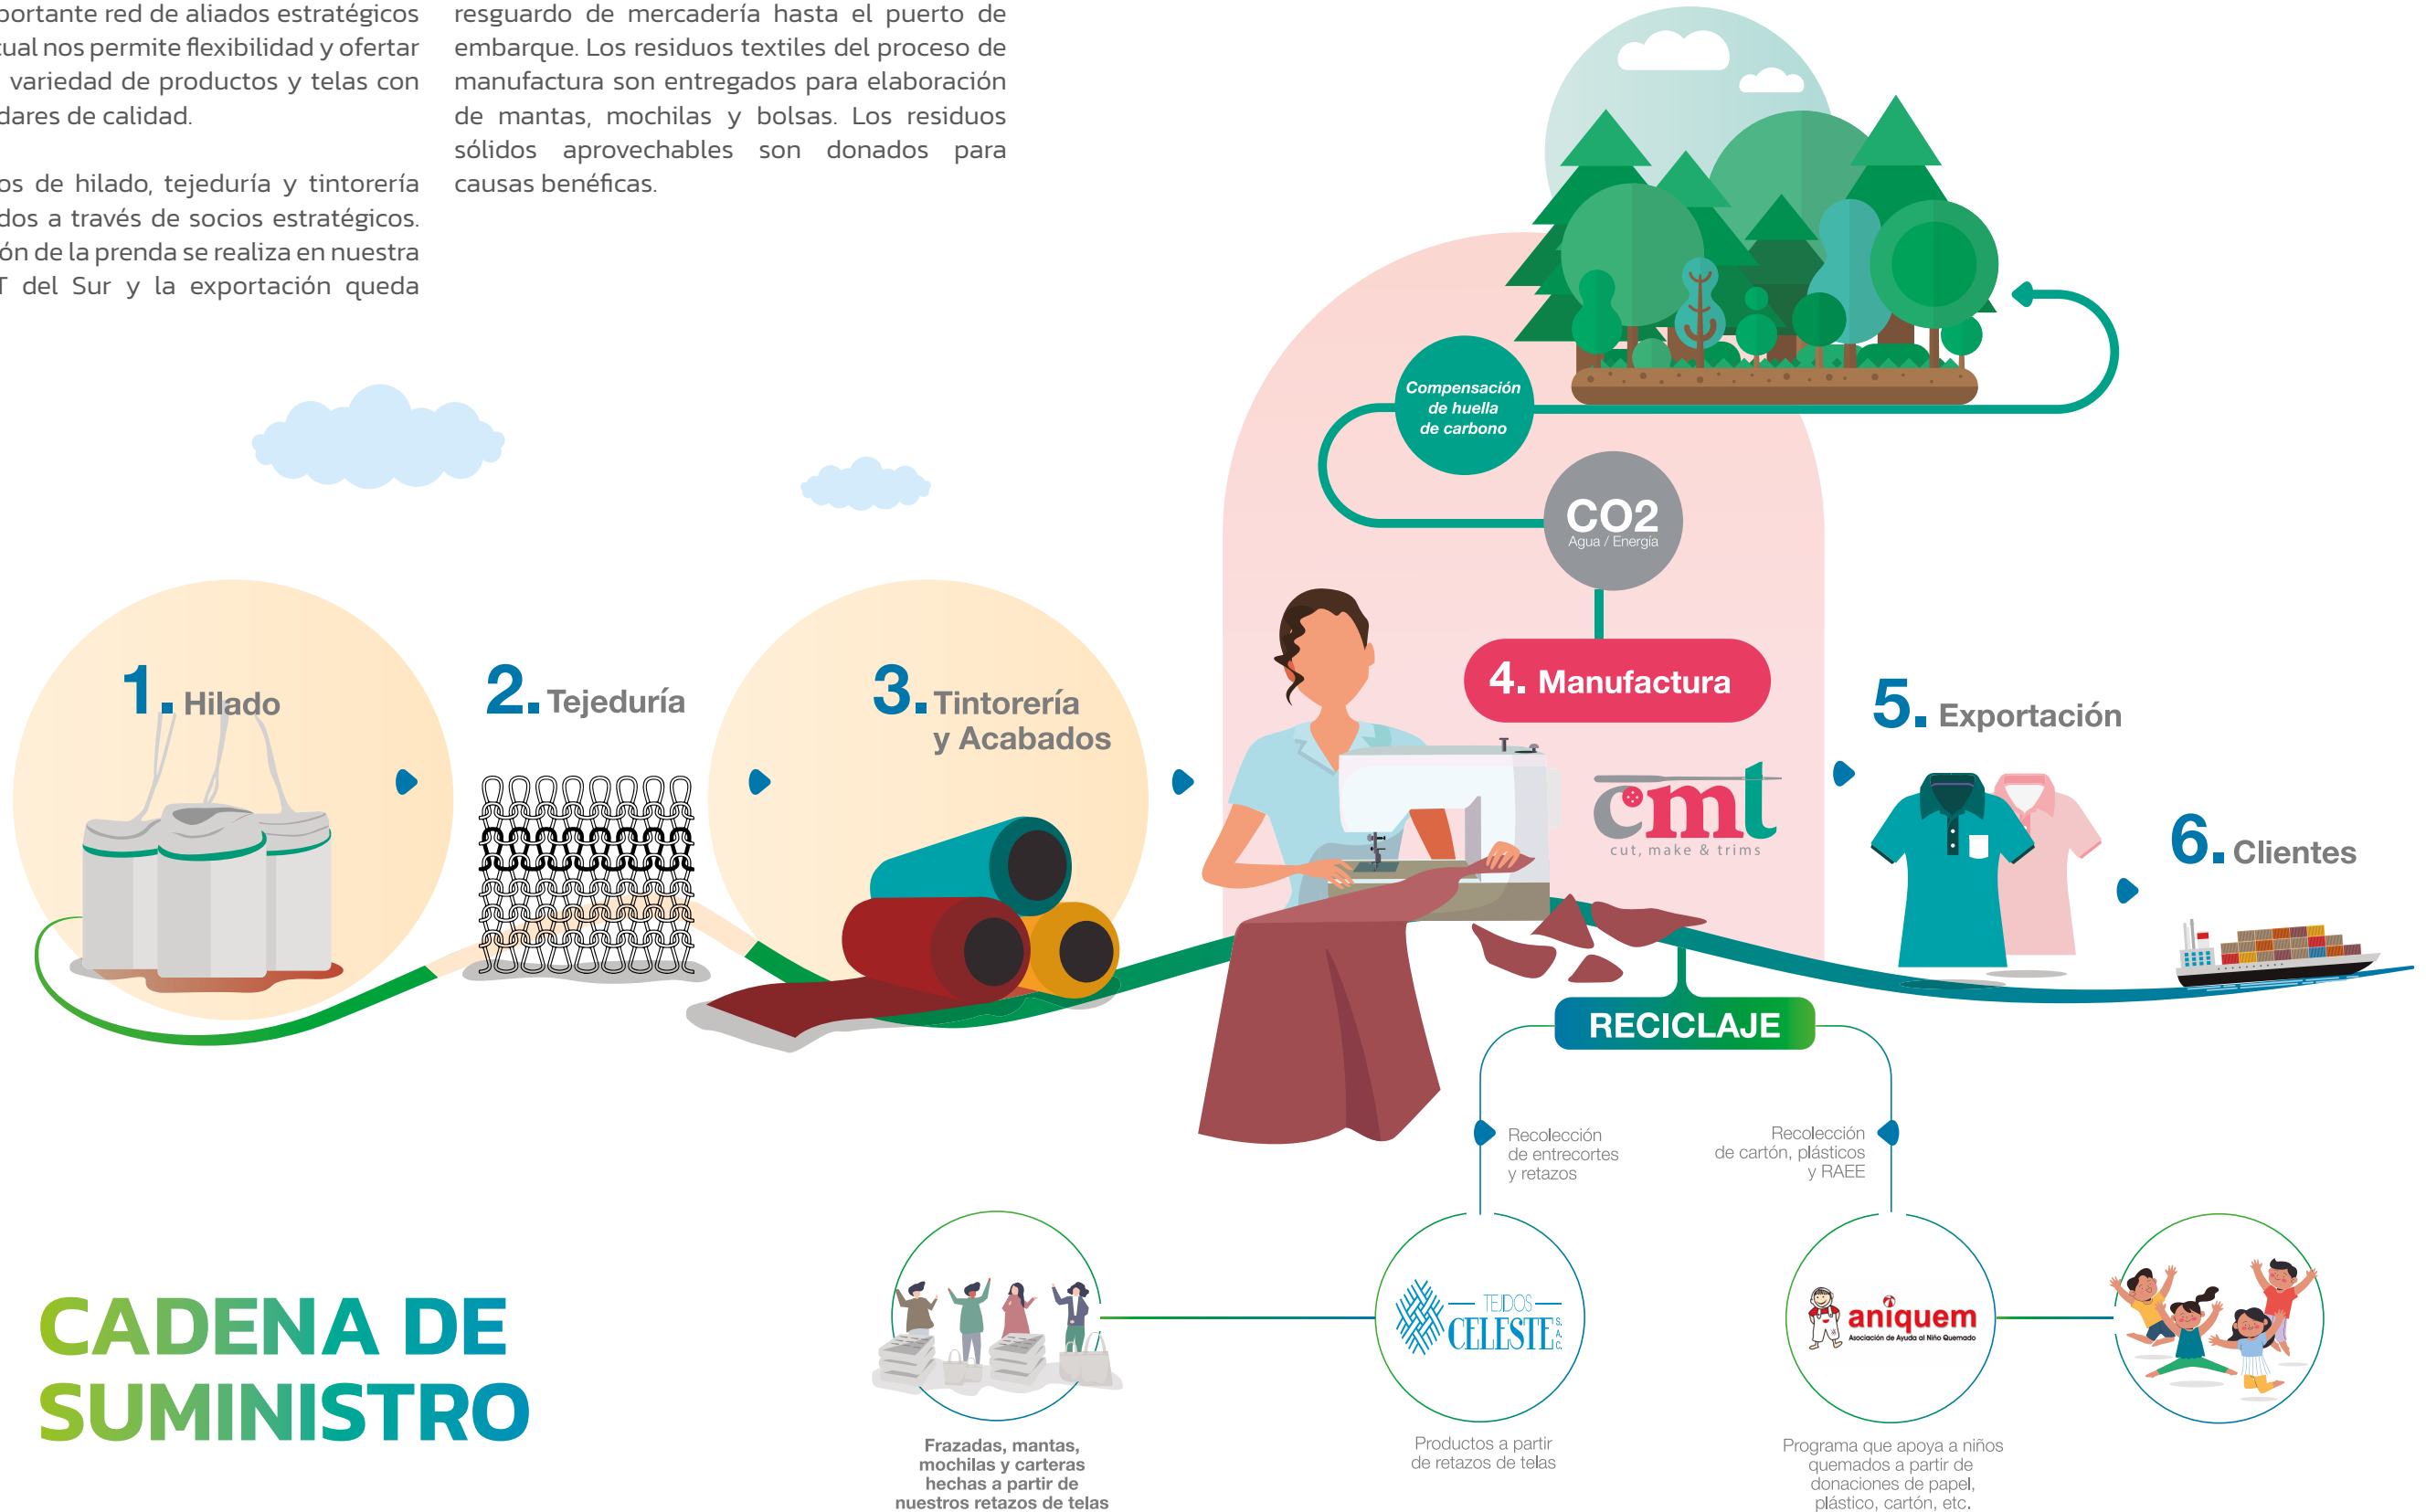 portante red de aliados estratégicos
cual nos permite flexibilidad y ofertar
variedad de productos y telas con
dares de calidad.
os de hilado, tejeduría y tintorería
dos a través de socios estratégicos.
ón de la prenda se realiza en nuestra
T del Sur y la exportación queda
resguardo de mercadería hasta el puerto de
embarque. Los residuos textiles del proceso de
manufactura son entregados para elaboración
de mantas, mochilas y bolsas. Los residuos
sólidos aprovechables son donados para
causas benéficas.
Compensación
de huella
de carbono
CO2
Agua / Energía
1. Hilado
2. Tejeduría
3. Tintorería
y Acabados
4. Manufactura
cmt
cut, make & trims
5. Exportación
6. Clientes
RECICLAJE
Recolección
de entrecortes
y retazos
Recolección
de cartón, plásticos
y RAEE
TEJIDOS
CELESTE S.A.C.
aniquem
Asociación de Ayuda al Niño Quemado
Frazadas, mantas,
mochilas y carteras
hechas a partir de
nuestros retazos de telas
Productos a partir
de retazos de telas
Programa que apoya a niños
quemados a partir de
donaciones de papel,
plástico, cartón, etc.
CADENA DE
SUMINISTRO